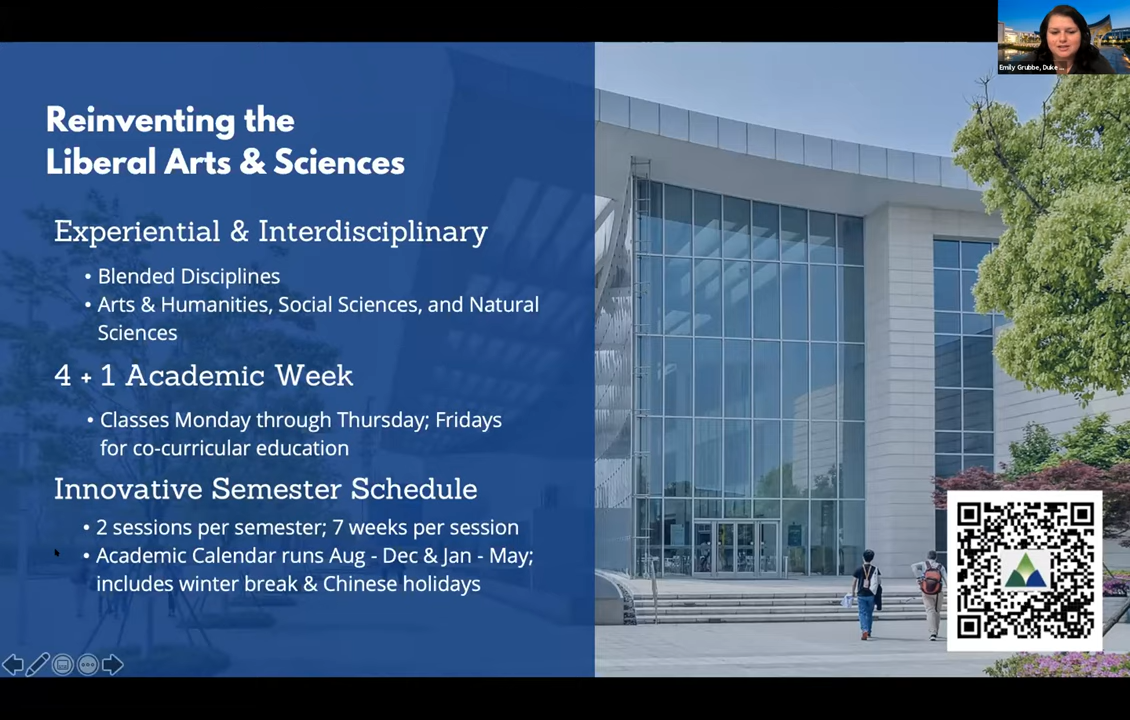 Emily Grubbe, Duke ...
Reinventing the
Liberal Arts & Sciences
Experiential & Interdisciplinary
• Blended Disciplines
• Arts & Humanities, Social Sciences, and Natural
Sciences
4 + 1 Academic Week
• Classes Monday through Thursday; Fridays
for co-curricular education
Innovative Semester Schedule
• 2 sessions per semester; 7 weeks per session
• Academic Calendar runs Aug - Dec & Jan - May;
includes winter break & Chinese holidays